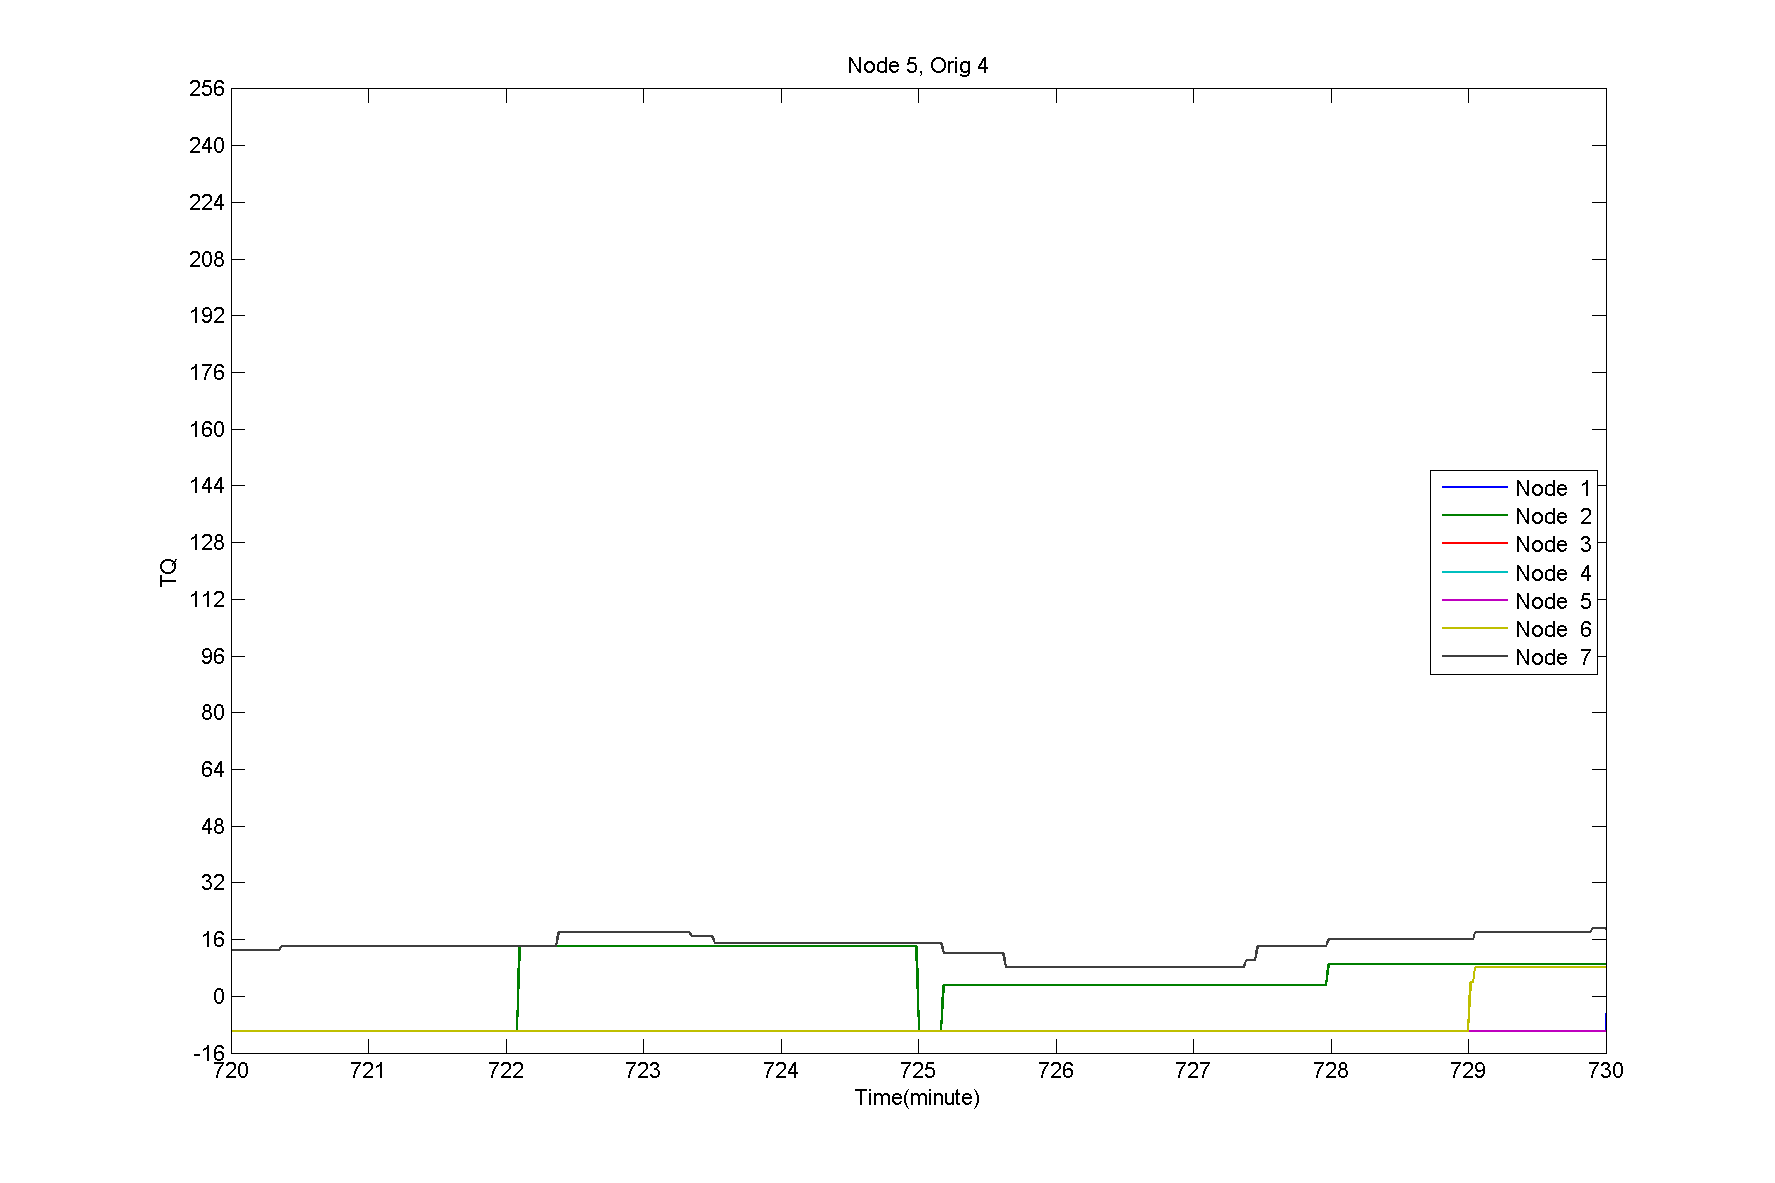 Node 5, Orig 4
256
240
224
208
192
176
160
144
128
112
96
80
64
48
32
16
0
-16
TQ
Node 1
Node 2
Node 3
Node 4
Node 5
Node 6
Node 7
720 721 722 723 724 725 726 727 728 729 730
Time(minute)